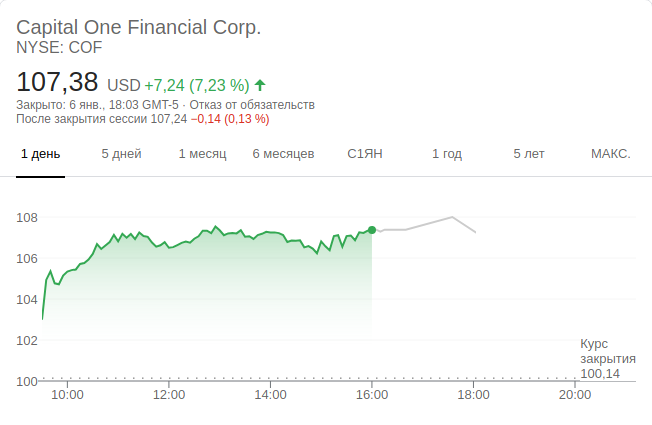 Capital One Financial Corp.
NYSE: COF
107,38 USD +7,24 (7,23 %)
Закрыто: 6 янв., 18:03 GMT-5 · Отказ от обязательств
После закрытия сессии 107,24 −0,14 (0,13 %)
1 день 5 дней 1 месяц 6 месяцев С1ЯН 1 год 5 лет МАКС.
108
106
104
102
100
Курс
закрытия
100,14
10:00 12:00 14:00 16:00 18:00 20:00